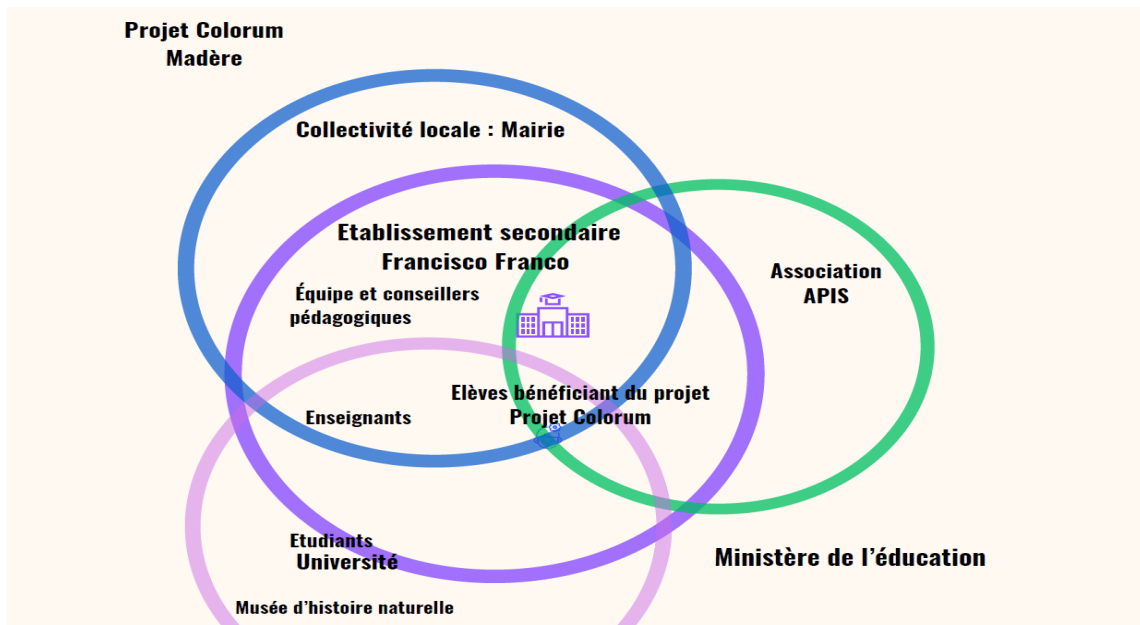 Projet Colorum
Madère
Collectivité locale : Mairie
Etablissement secondaire
Francisco Franco
Association
APIS
Équipe et conseillers
pédagogiques
Elèves bénéficiant du projet
Projet Colorum
Enseignants
Etudiants
Université
Ministère de l’éducation
Musée d’histoire naturelle